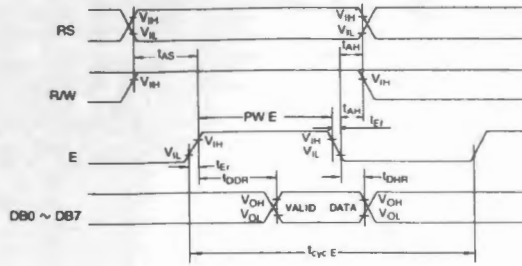 RS
VIH
VIL
VIH
VIL
tAS
tAH
R/W
VIH
VIH
tAH
PW E
tEf
E
VIL
VIH
VIH
VIL
tEr
tDDR
tDHR
DB0 ~ DB7
VOH
VOL
VALID DATA
VOH
VOL
tcyc E